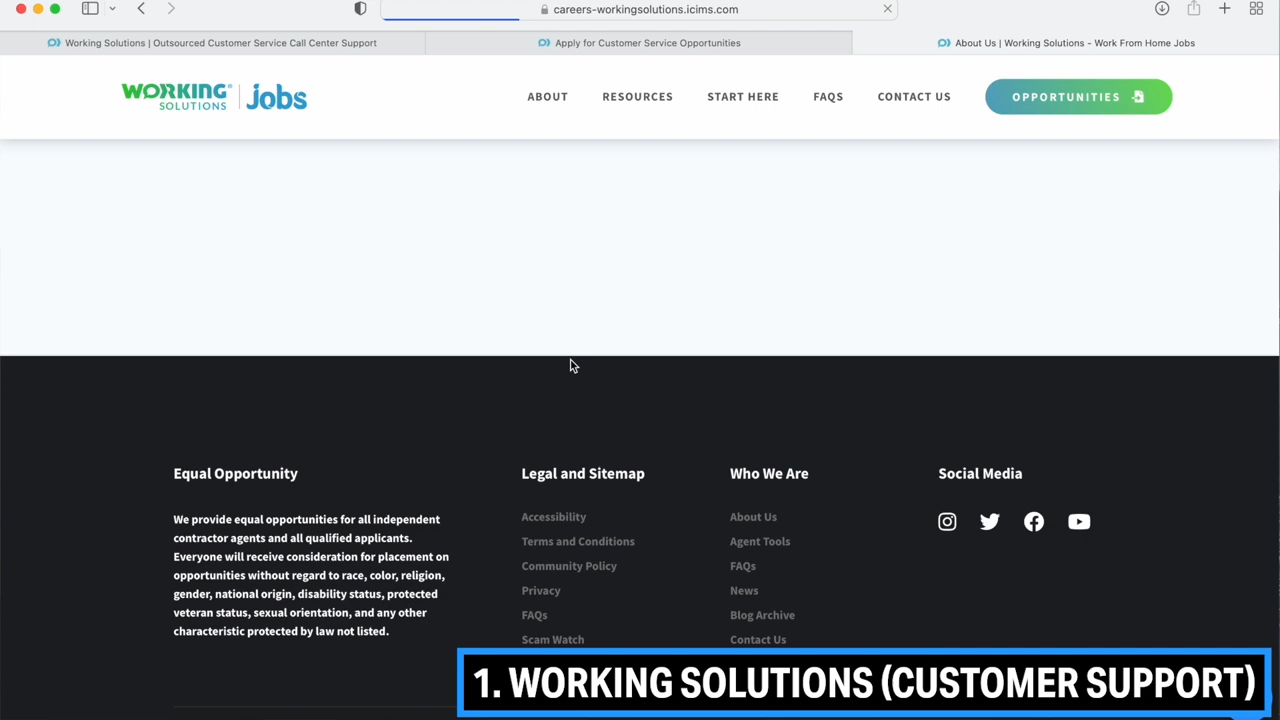 careers-workingsolutions.icims.com
Working Solutions | Outsourced Customer Service Call Center Support
Apply for Customer Service Opportunities
About Us | Working Solutions - Work From Home Jobs
WORKING® SOLUTIONS | Jobs
ABOUT
RESOURCES
START HERE
FAQS
CONTACT US
OPPORTUNITIES
Equal Opportunity
We provide equal opportunities for all independent
contractor agents and all qualified applicants.
Everyone will receive consideration for placement on
opportunities without regard to race, color, religion,
gender, national origin, disability status, protected
veteran status, sexual orientation, and any other
characteristic protected by law not listed.
Legal and Sitemap
Accessibility
Terms and Conditions
Community Policy
Privacy
FAQs
Scam Watch
Who We Are
About Us
Agent Tools
FAQs
News
Blog Archive
Contact Us
Social Media
1. WORKING SOLUTIONS (CUSTOMER SUPPORT)